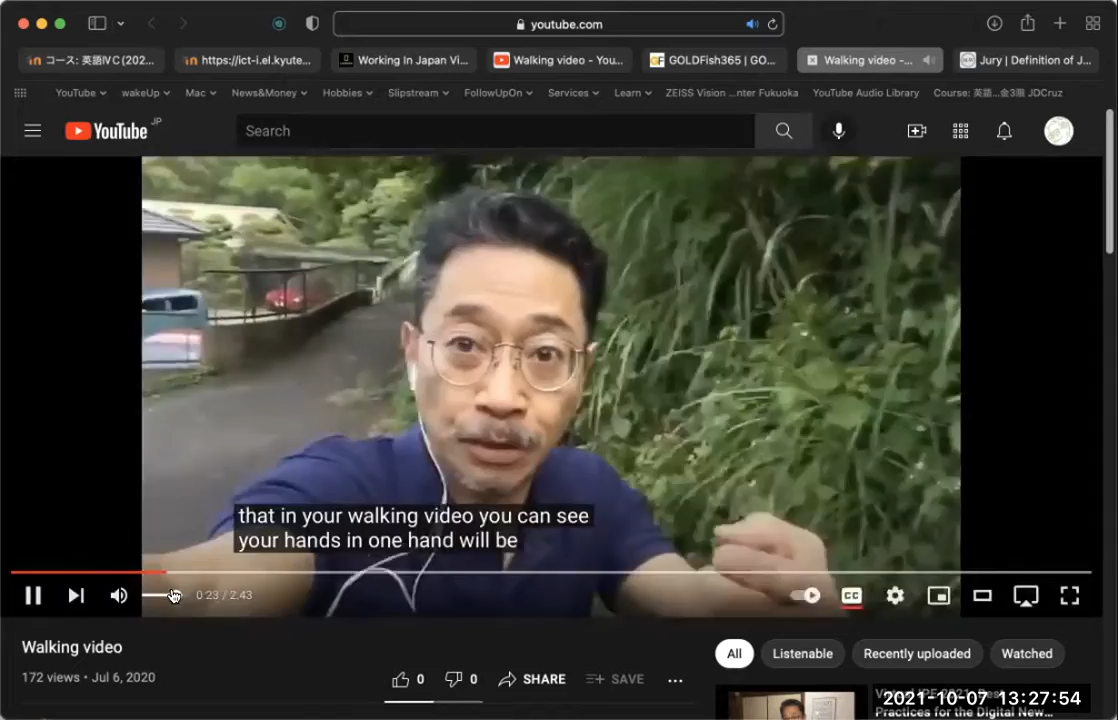 youtube.com
コース: 英語Ⅳ C (202...
https://ict-i.el.kyute...
Working In Japan Vi...
Walking video - You...
GOLDFish365 | GO...
Walking video -...
Jury | Definition of J...
YouTube
wakeUp
Mac
News&Money
Hobbies
Slipstream
FollowUpOn
Services
Learn
ZEISS Vision ...nter Fukuoka
YouTube Audio Library
Course: 英語...金3限 JDCruz
YouTube JP
Search
that in your walking video you can see
your hands in one hand will be
0:23 / 2:43
CC
Walking video
172 views • Jul 6, 2020
0
0
SHARE
SAVE
All
Listenable
Recently uploaded
Watched
2021-10-07 13:27:54
Practices for the Digital New...